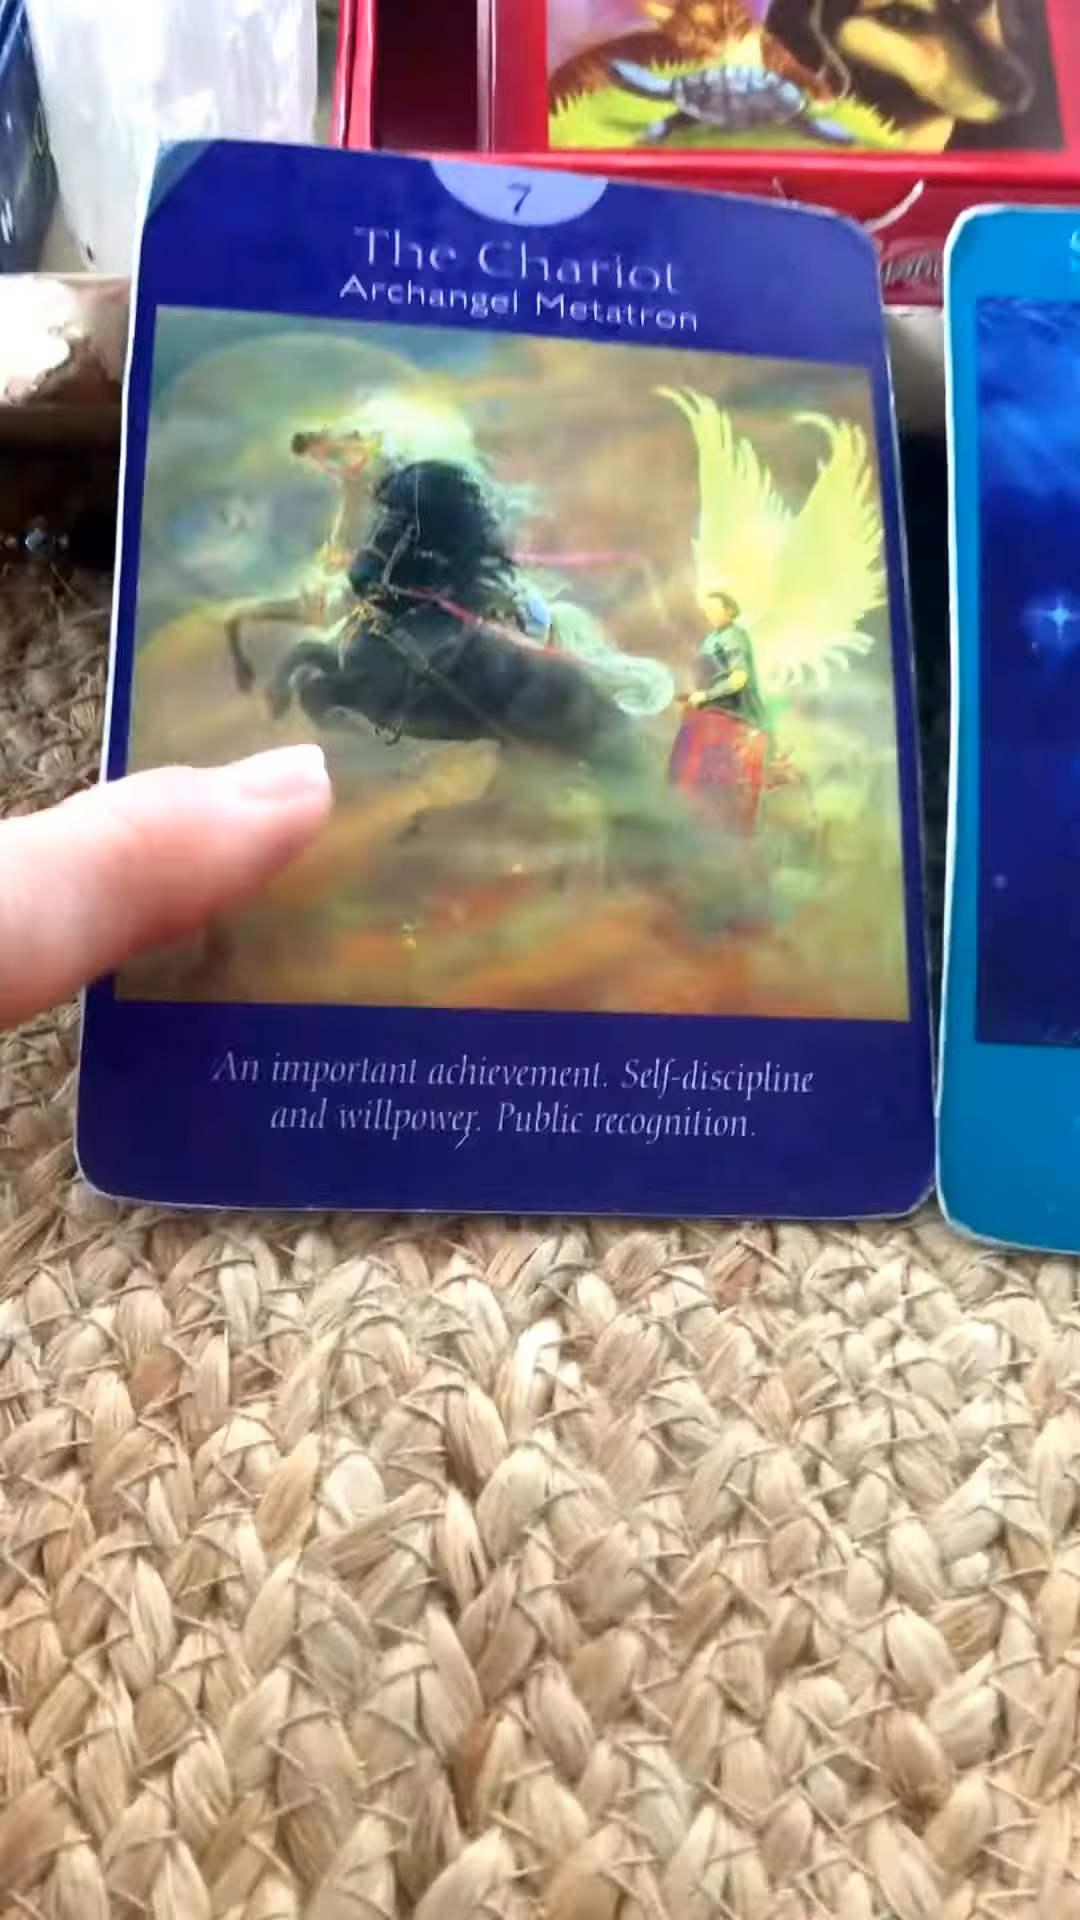 7
The Chariot
Archangel Metatron
An important achievement. Self-discipline
and willpower. Public recognition.